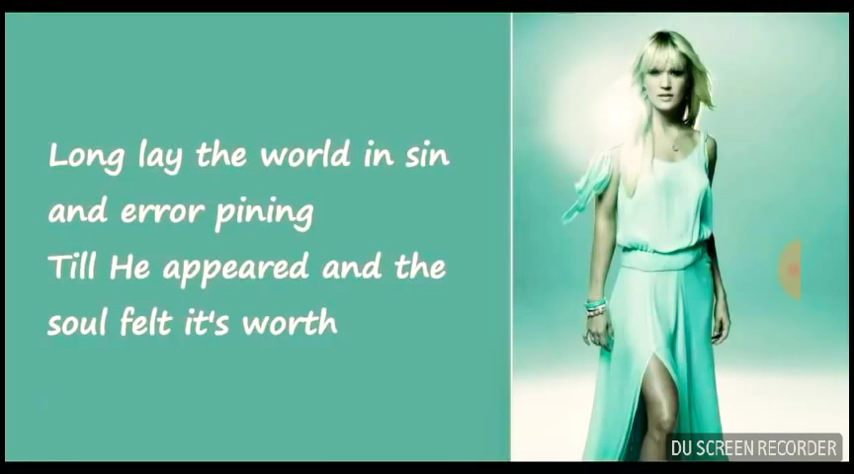 Long lay the world in sin
and error pining
Till He appeared and the
soul felt it's worth
DU SCREEN RECORDER